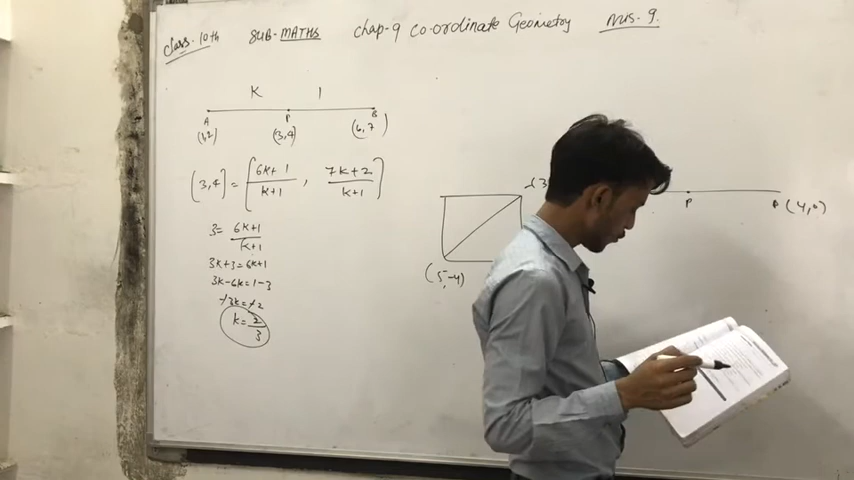 Class-10th SUB-MATHS Chap-9 Co-ordinate Geometry Mis.9.
K 1
A P B
(1,2) (3,4) (6,7)
(3,4) = [6K+1/K+1, 7K+2/K+1]
3 = 6K+1/K+1
3K+3=6K+1
3K-6K=1-3
-3K=-2
K=2/3
(3
(5,-4)
P
(4,0)